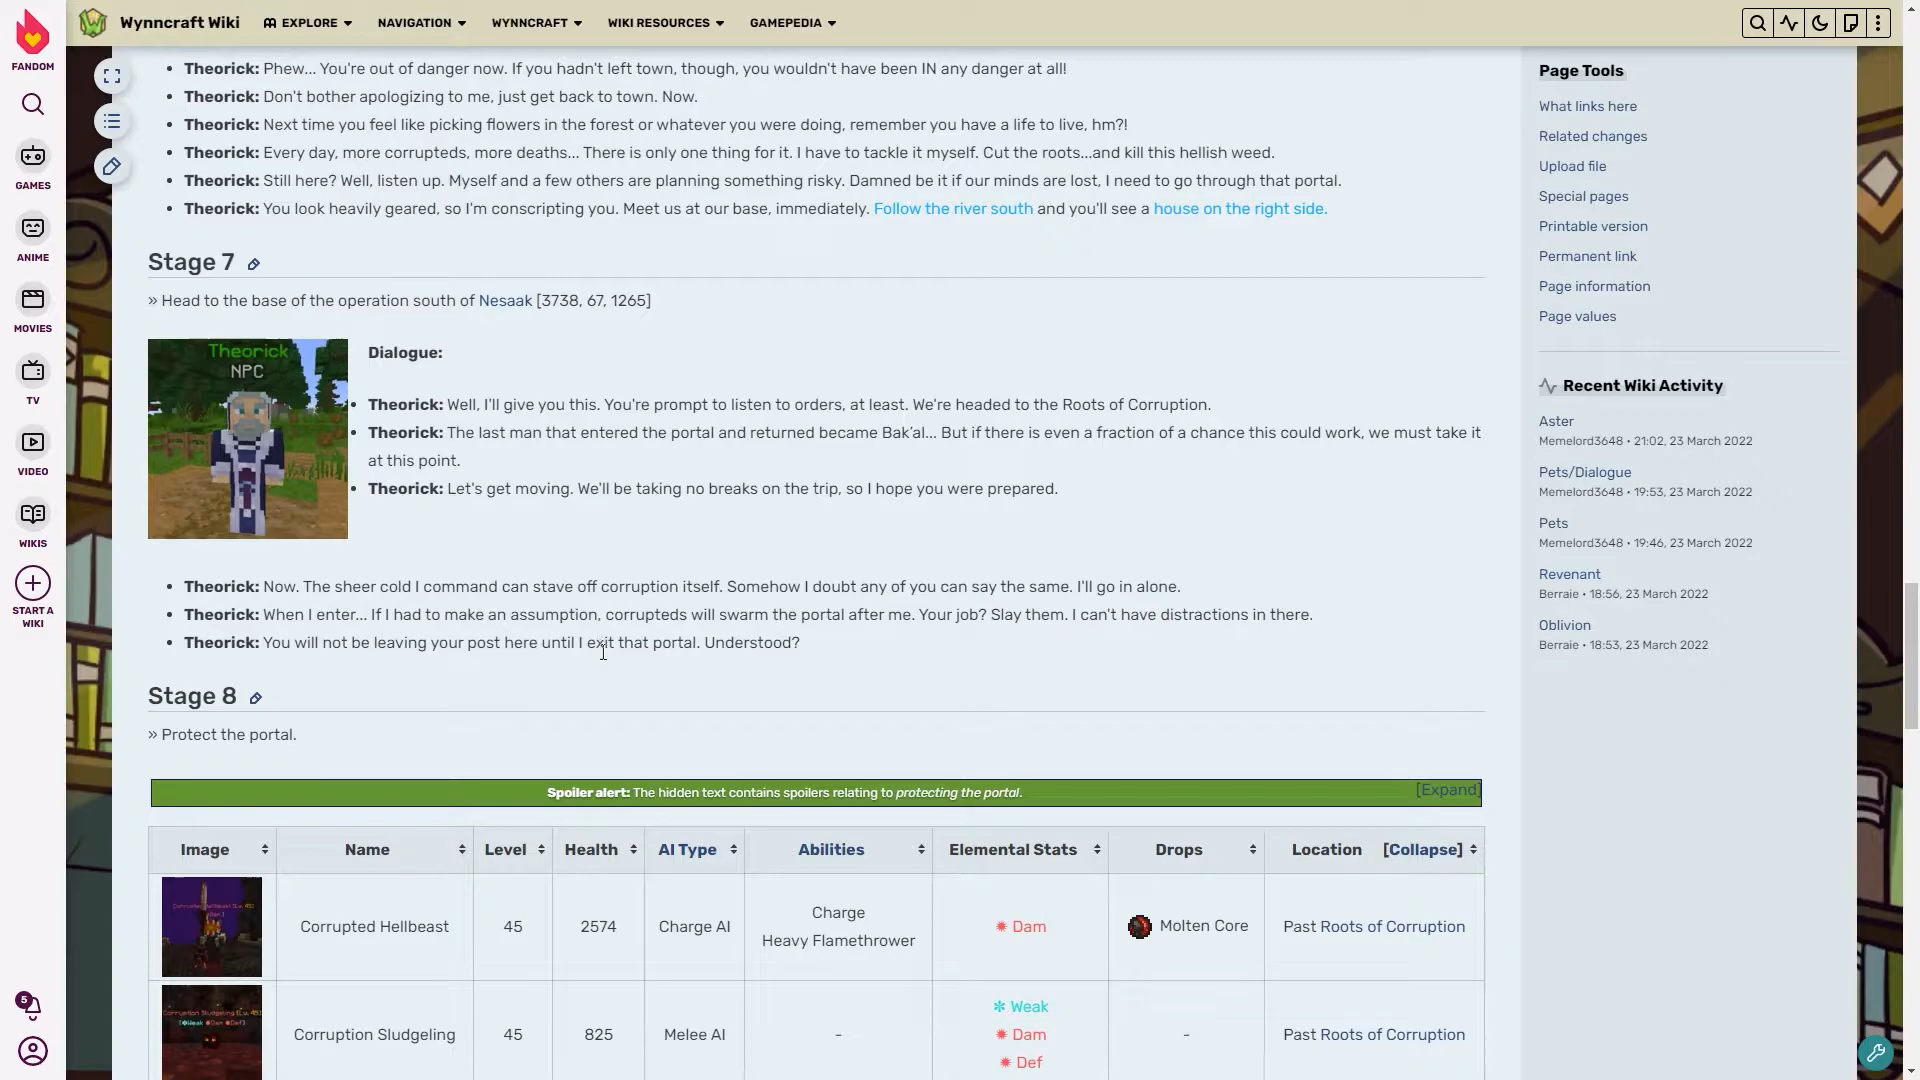 FANDOM
GAMES
ANIME
MOVIES
TV
VIDEO
WIKIS
START A
WIKI
5
Wynncraft Wiki
EXPLORE
NAVIGATION
WYNNCRAFT
WIKI RESOURCES
GAMEPEDIA
• Theorick: Phew... You're out of danger now. If you hadn't left town, though, you wouldn't have been IN any danger at all!
• Theorick: Don't bother apologizing to me, just get back to town. Now.
• Theorick: Next time you feel like picking flowers in the forest or whatever you were doing, remember you have a life to live, hm?!
• Theorick: Every day, more corrupteds, more deaths... There is only one thing for it. I have to tackle it myself. Cut the roots...and kill this hellish weed.
• Theorick: Still here? Well, listen up. Myself and a few others are planning something risky. Damned be it if our minds are lost, I need to go through that portal.
• Theorick: You look heavily geared, so I'm conscripting you. Meet us at our base, immediately. Follow the river south and you'll see a house on the right side.
Stage 7
» Head to the base of the operation south of Nesaak [3738, 67, 1265]
Theorick
NPC
Dialogue:
• Theorick: Well, I'll give you this. You're prompt to listen to orders, at least. We're headed to the Roots of Corruption.
• Theorick: The last man that entered the portal and returned became Bak'al... But if there is even a fraction of a chance this could work, we must take it
at this point.
• Theorick: Let's get moving. We'll be taking no breaks on the trip, so I hope you were prepared.
• Theorick: Now. The sheer cold I command can stave off corruption itself. Somehow I doubt any of you can say the same. I'll go in alone.
• Theorick: When I enter... If I had to make an assumption, corrupteds will swarm the portal after me. Your job? Slay them. I can't have distractions in there.
• Theorick: You will not be leaving your post here until I exit that portal. Understood?
Stage 8
» Protect the portal.
Spoiler alert: The hidden text contains spoilers relating to protecting the portal. [Expand]
Image Name Level Health AI Type Abilities Elemental Stats Drops Location [Collapse]
Corrupted Hellbeast 45 2574 Charge AI Charge
Heavy Flamethrower
✹ Dam Molten Core Past Roots of Corruption
Corruption Sludgeling 45 825 Melee AI - ❇ Weak
✹ Dam
✹ Def
- Past Roots of Corruption
Page Tools
What links here
Related changes
Upload file
Special pages
Printable version
Permanent link
Page information
Page values
Recent Wiki Activity
Aster
Memelord3648 • 21:02, 23 March 2022
Pets/Dialogue
Memelord3648 • 19:53, 23 March 2022
Pets
Memelord3648 • 19:46, 23 March 2022
Revenant
Berraie • 18:56, 23 March 2022
Oblivion
Berraie • 18:53, 23 March 2022